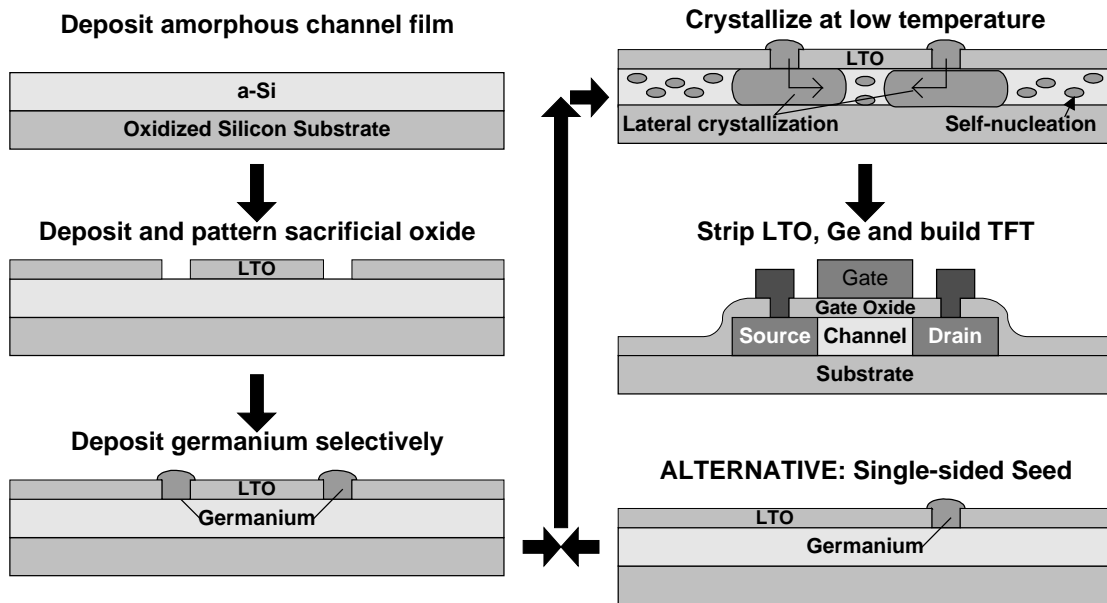 Deposit amorphous channel film
a-Si
Oxidized Silicon Substrate
Deposit and pattern sacrificial oxide
LTO
Deposit germanium selectively
LTO
Germanium
Crystallize at low temperature
LTO
Lateral crystallization
Self-nucleation
Strip LTO, Ge and build TFT
Gate
Gate Oxide
Source
Channel
Drain
Substrate
ALTERNATIVE: Single-sided Seed
LTO
Germanium